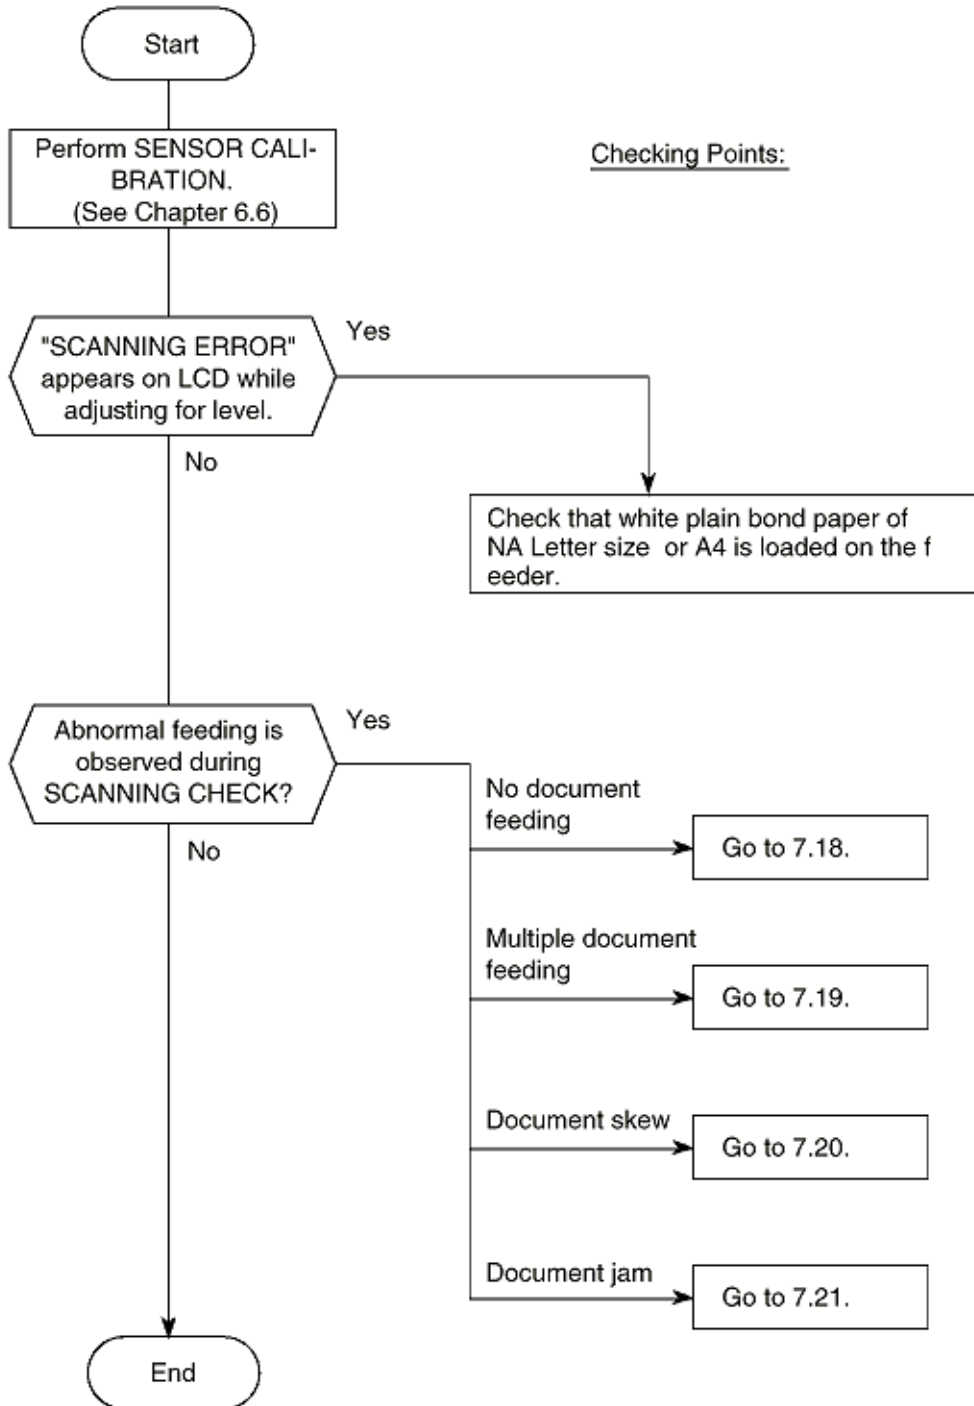 Start
Perform SENSOR CALI-
BRATION.
(See Chapter 6.6)
Checking Points:
"SCANNING ERROR"
appears on LCD while
adjusting for level.
Yes
No
Check that white plain bond paper of
NA Letter size  or A4 is loaded on the f
eeder.
Abnormal feeding is
observed during
SCANNING CHECK?
Yes
No
No document
feeding
Go to 7.18.
Multiple document
feeding
Go to 7.19.
Document skew
Go to 7.20.
Document jam
Go to 7.21.
End